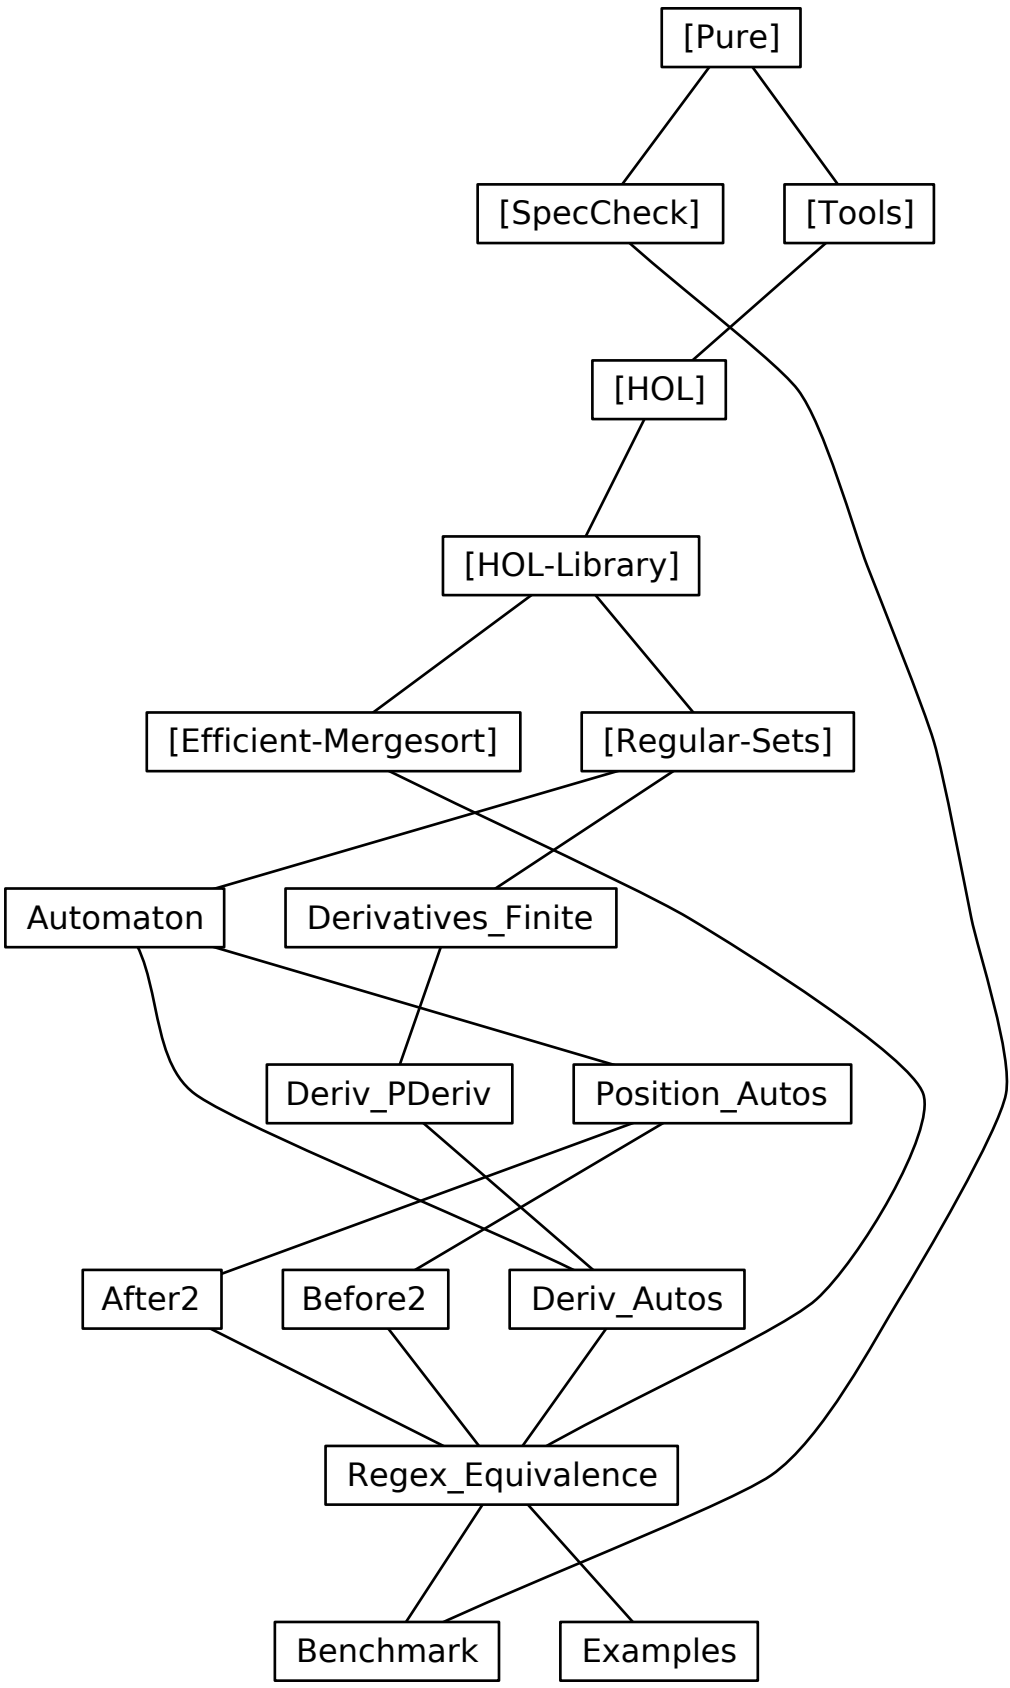 [Pure]
[SpecCheck]
[Tools]
[HOL]
[HOL-Library]
[Efficient-Mergesort]
[Regular-Sets]
Automaton
Derivatives_Finite
Deriv_PDeriv
Position_Autos
After2
Before2
Deriv_Autos
Regex_Equivalence
Benchmark
Examples